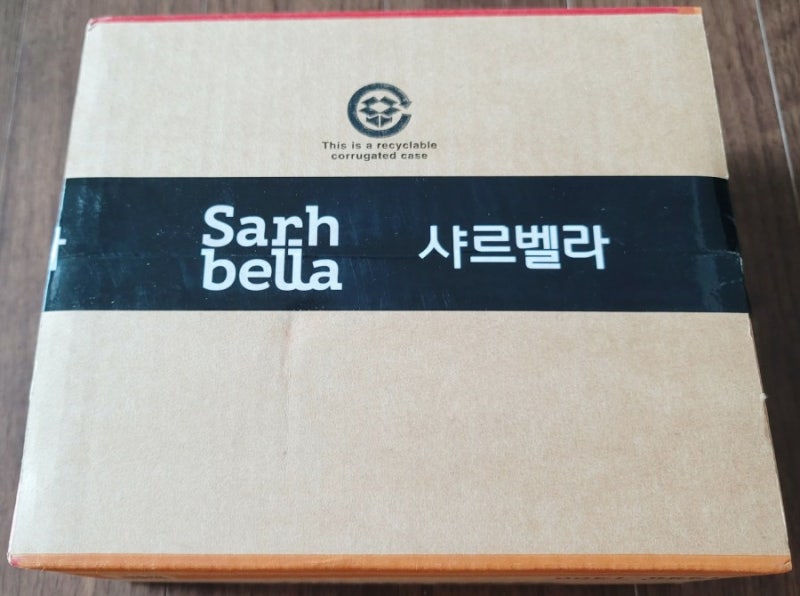 This is a recyclable
corrugated case
Sarh
bella
샤르벨라